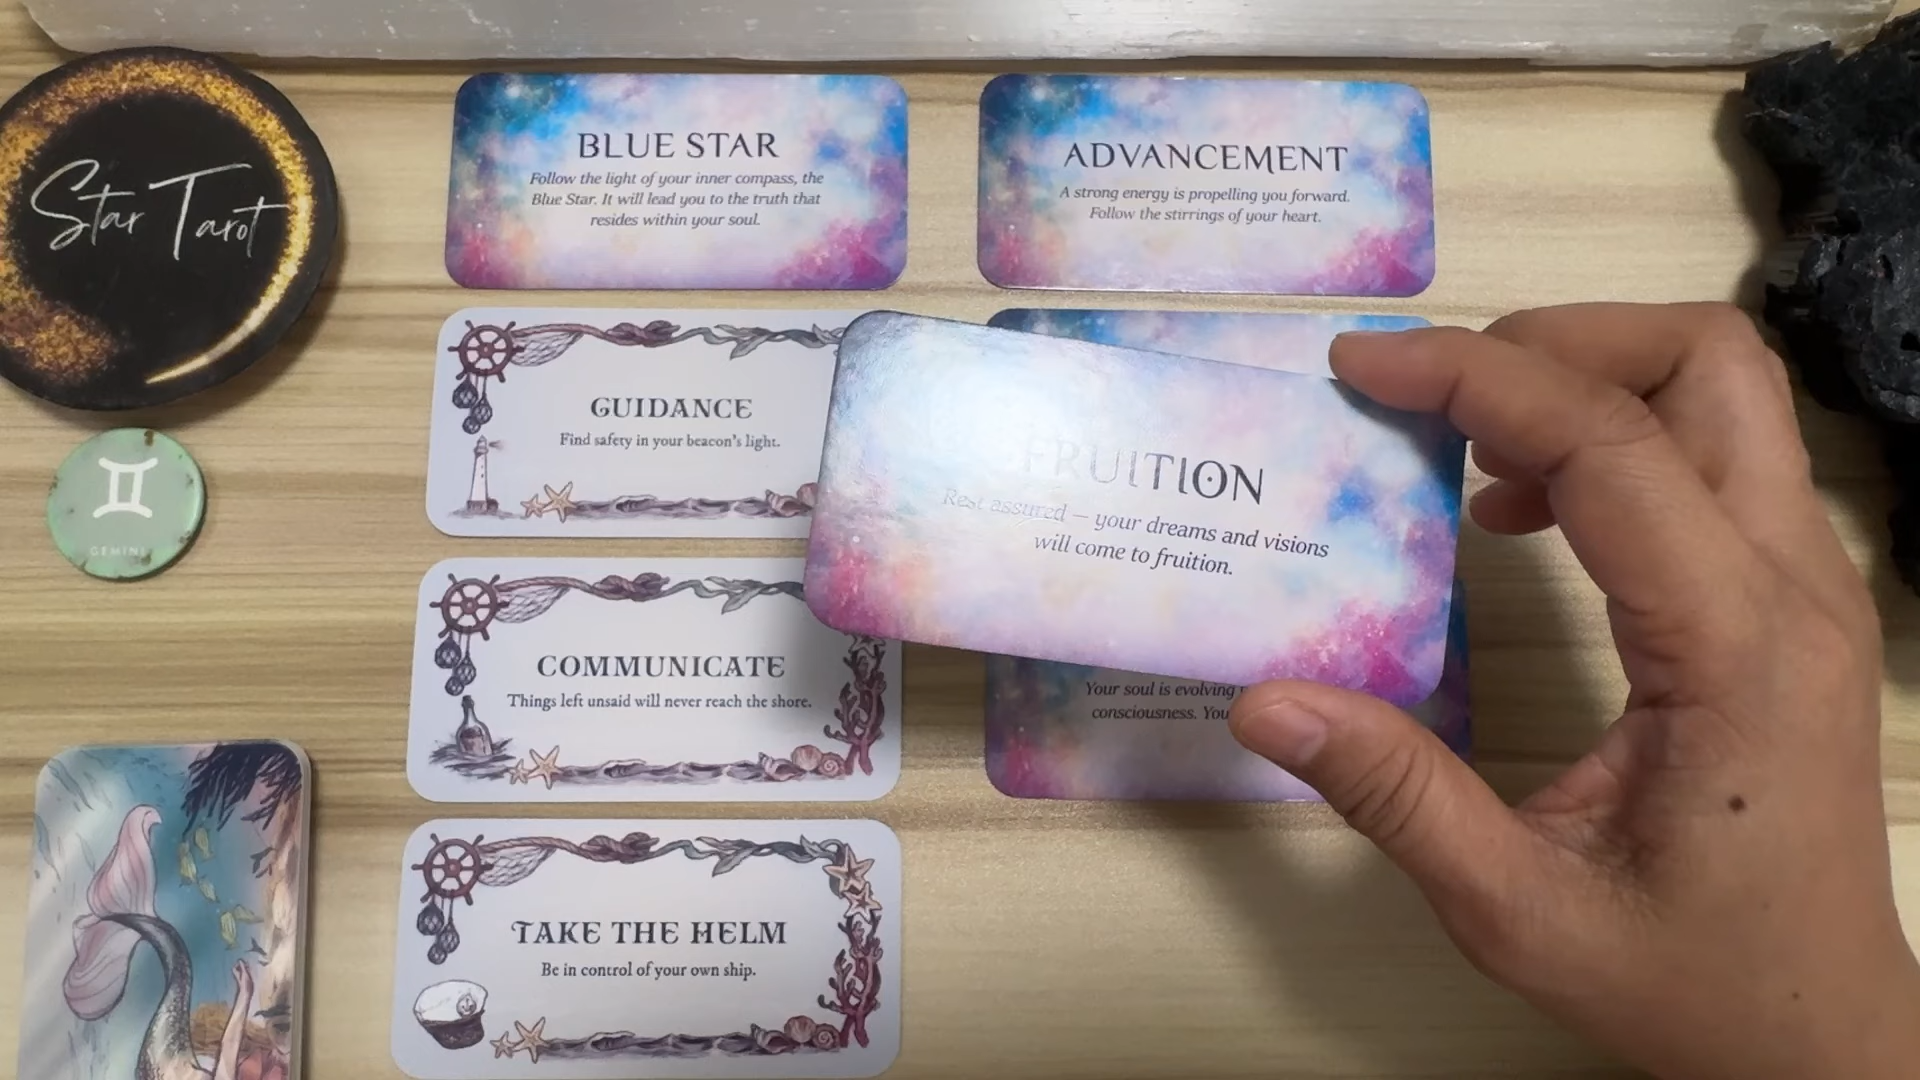 Star Tarot
GEMINI
BLUE STAR
Follow the light of your inner compass, the
Blue Star. It will lead you to the truth that
resides within your soul.
ADVANCEMENT
A strong energy is propelling you forward.
Follow the stirrings of your heart.
GUIDANCE
Find safety in your beacon's light.
FRUITION
Rest assured – your dreams and visions
will come to fruition.
COMMUNICATE
Things left unsaid will never reach the shore.
Your soul is evolving
consciousness. You
TAKE THE HELM
Be in control of your own ship.